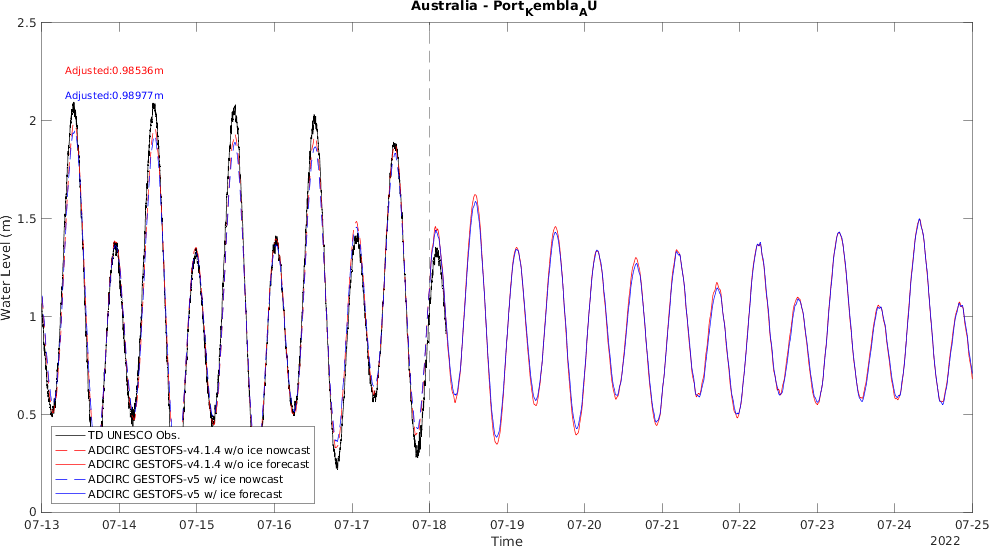 Australia - PortKemblaAU
Adjusted:0.98536m
Adjusted:0.98977m
2.5
2
1.5
1
0.5
0
Water Level (m)
TD UNESCO Obs.
ADCIRC GESTOFS-v4.1.4 w/o ice nowcast
ADCIRC GESTOFS-v4.1.4 w/o ice forecast
ADCIRC GESTOFS-v5 w/ ice nowcast
ADCIRC GESTOFS-v5 w/ ice forecast
07-13 07-14 07-15 07-16 07-17 07-18 07-19 07-20 07-21 07-22 07-23 07-24 07-25
Time
2022